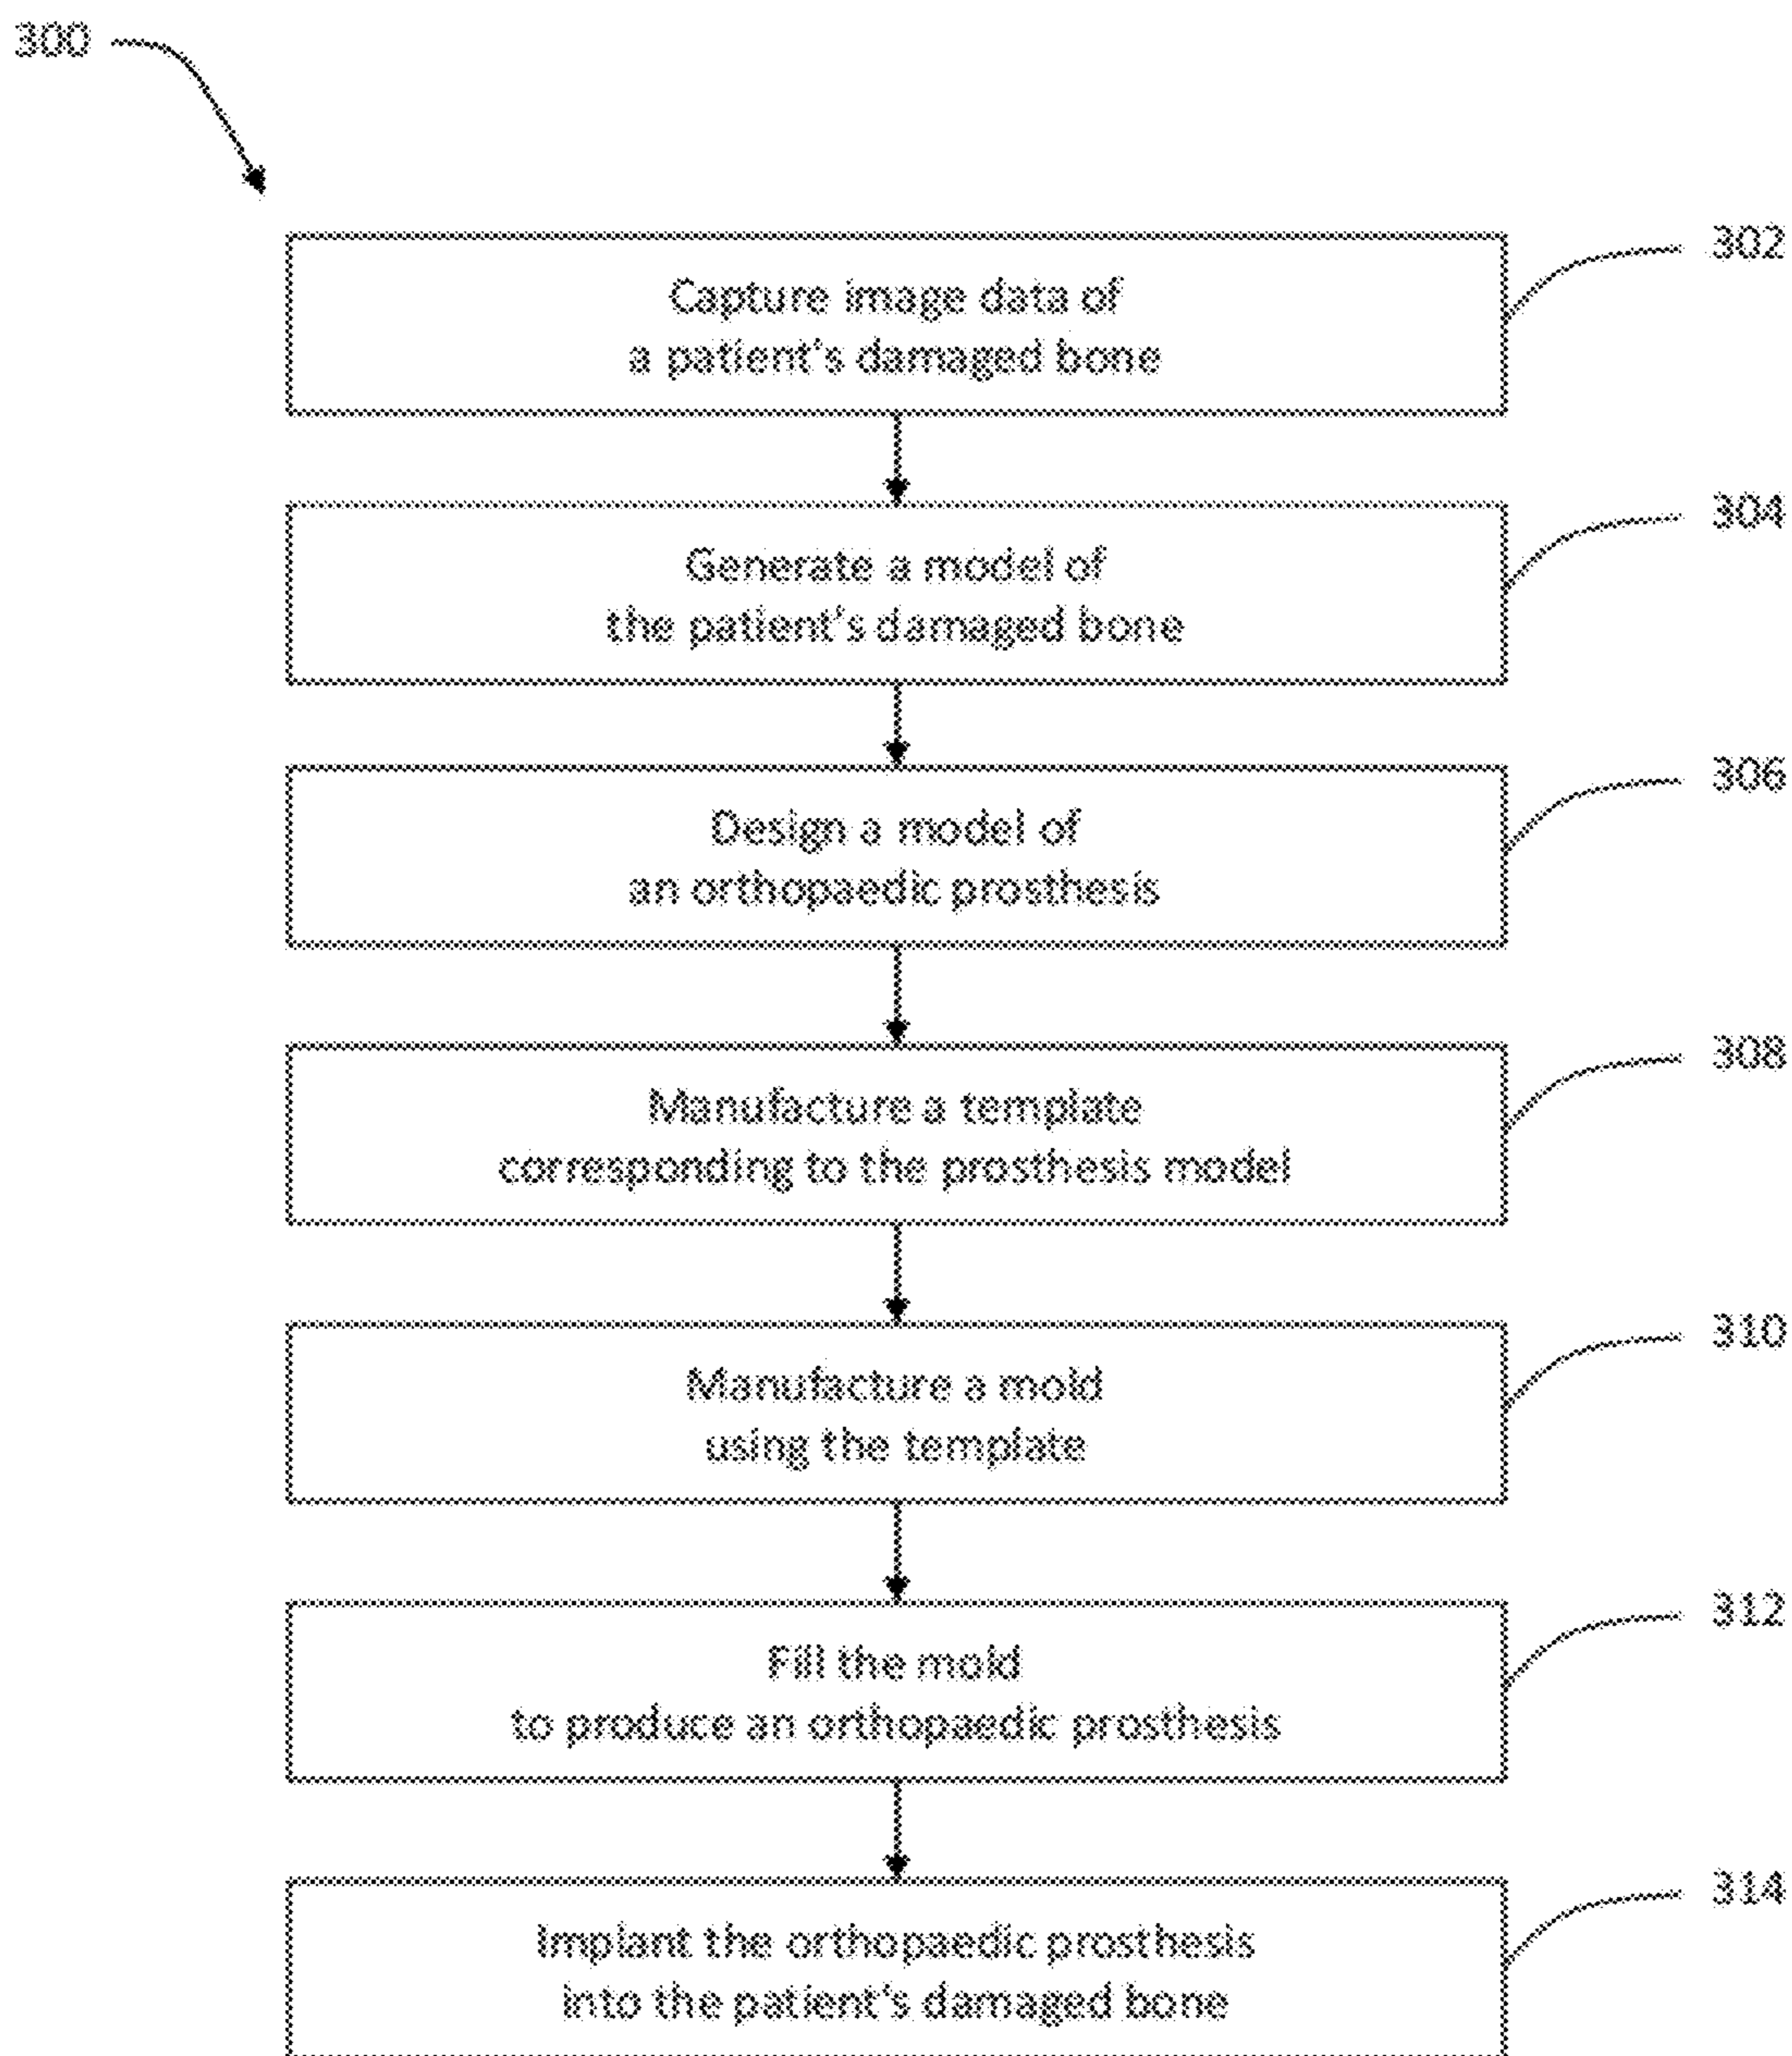 300
302
Capture image data of
a patient's damaged bone
304
Generate a model of
the patient's damaged bone
306
Design a model of
an orthopaedic prosthesis
308
Manufacture a template
corresponding to the prosthesis model
310
Manufacture a mold
using the template
312
Fill the mold
to produce an orthopaedic prosthesis
314
Implant the orthopaedic prosthesis
into the patient's damaged bone